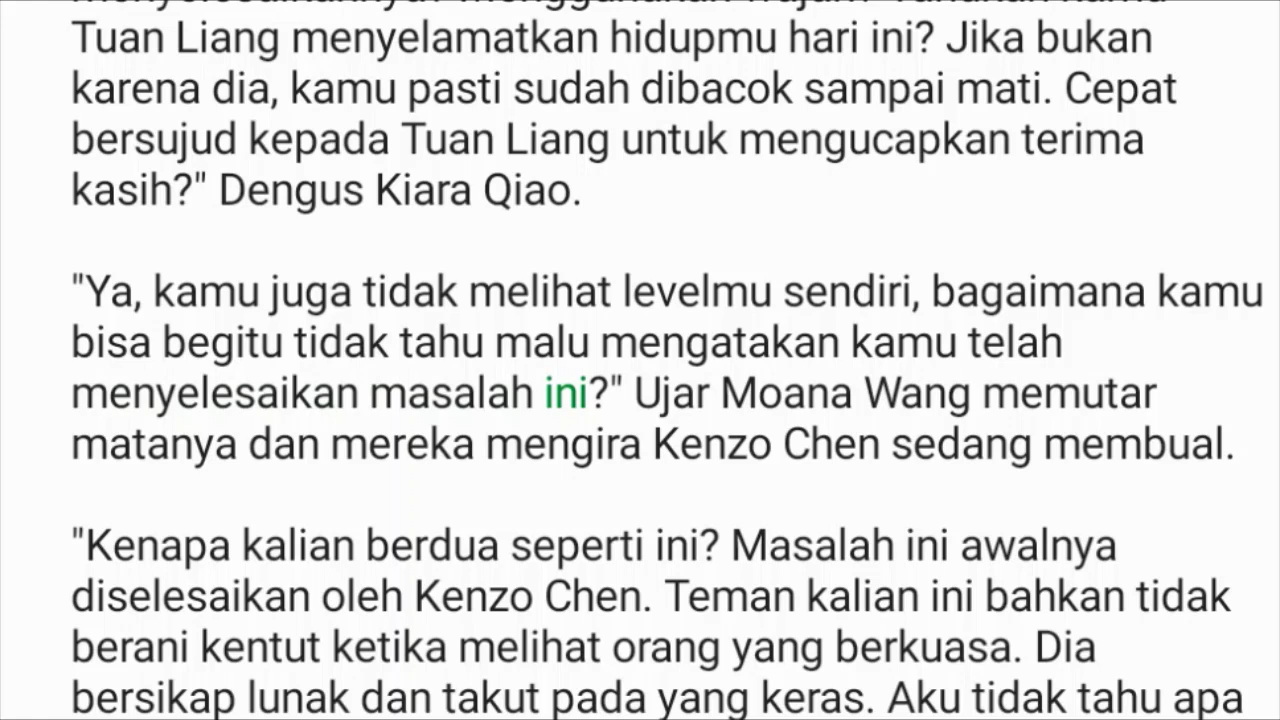 Tuan Liang menyelamatkan hidupmu hari ini? Jika bukan
karena dia, kamu pasti sudah dibacok sampai mati. Cepat
bersujud kepada Tuan Liang untuk mengucapkan terima
kasih?" Dengus Kiara Qiao.
"Ya, kamu juga tidak melihat levelmu sendiri, bagaimana kamu
bisa begitu tidak tahu malu mengatakan kamu telah
menyelesaikan masalah ini?" Ujar Moana Wang memutar
matanya dan mereka mengira Kenzo Chen sedang membual.
"Kenapa kalian berdua seperti ini? Masalah ini awalnya
diselesaikan oleh Kenzo Chen. Teman kalian ini bahkan tidak
berani kentut ketika melihat orang yang berkuasa. Dia
bersikap lunak dan takut pada yang keras. Aku tidak tahu apa